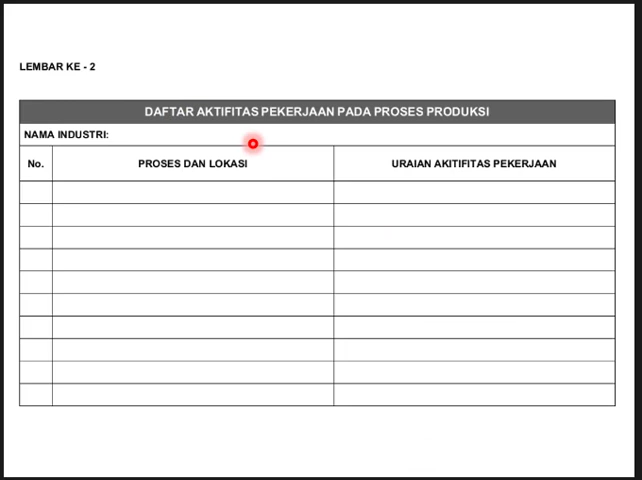 LEMBAR KE - 2
DAFTAR AKTIFITAS PEKERJAAN PADA PROSES PRODUKSI
NAMA INDUSTRI:
No. PROSES DAN LOKASI URAIAN AKITIFITAS PEKERJAAN